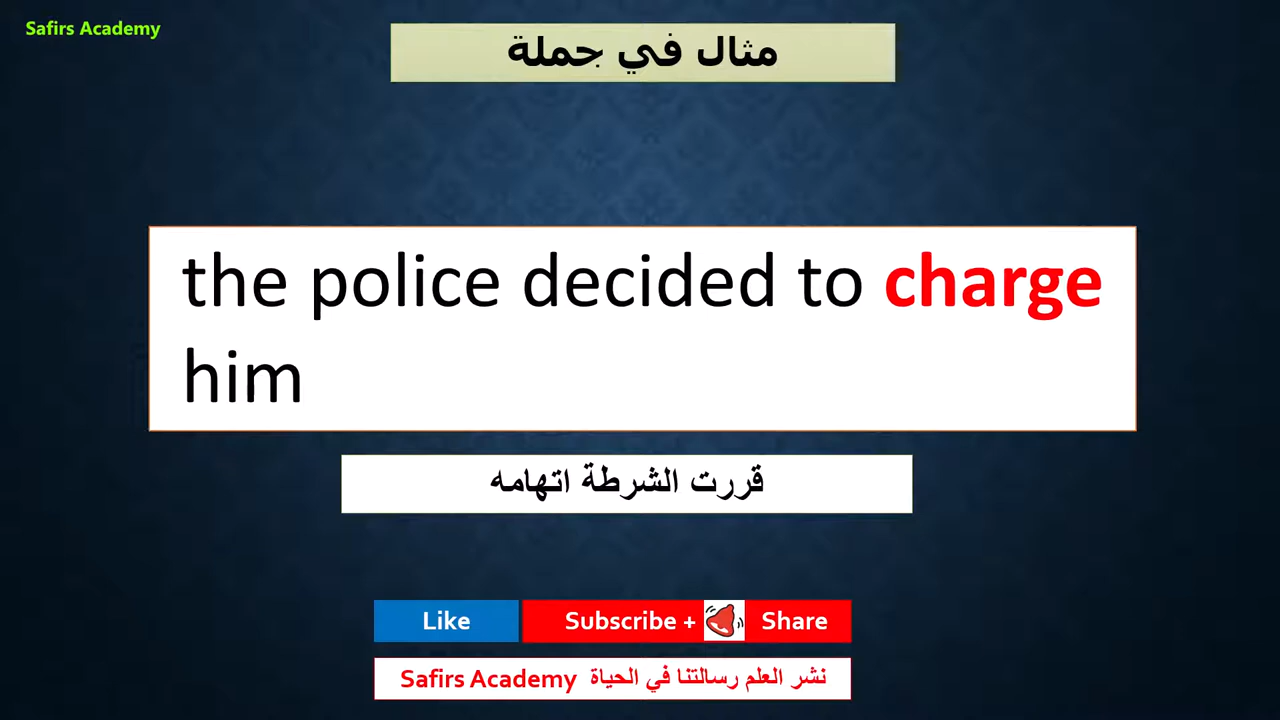 Safirs Academy
مثال في جملة
the police decided to charge
him
قررت الشرطة اتهامه
Like Subscribe + Share
نشر العلم رسالتنا في الحياة Safirs Academy